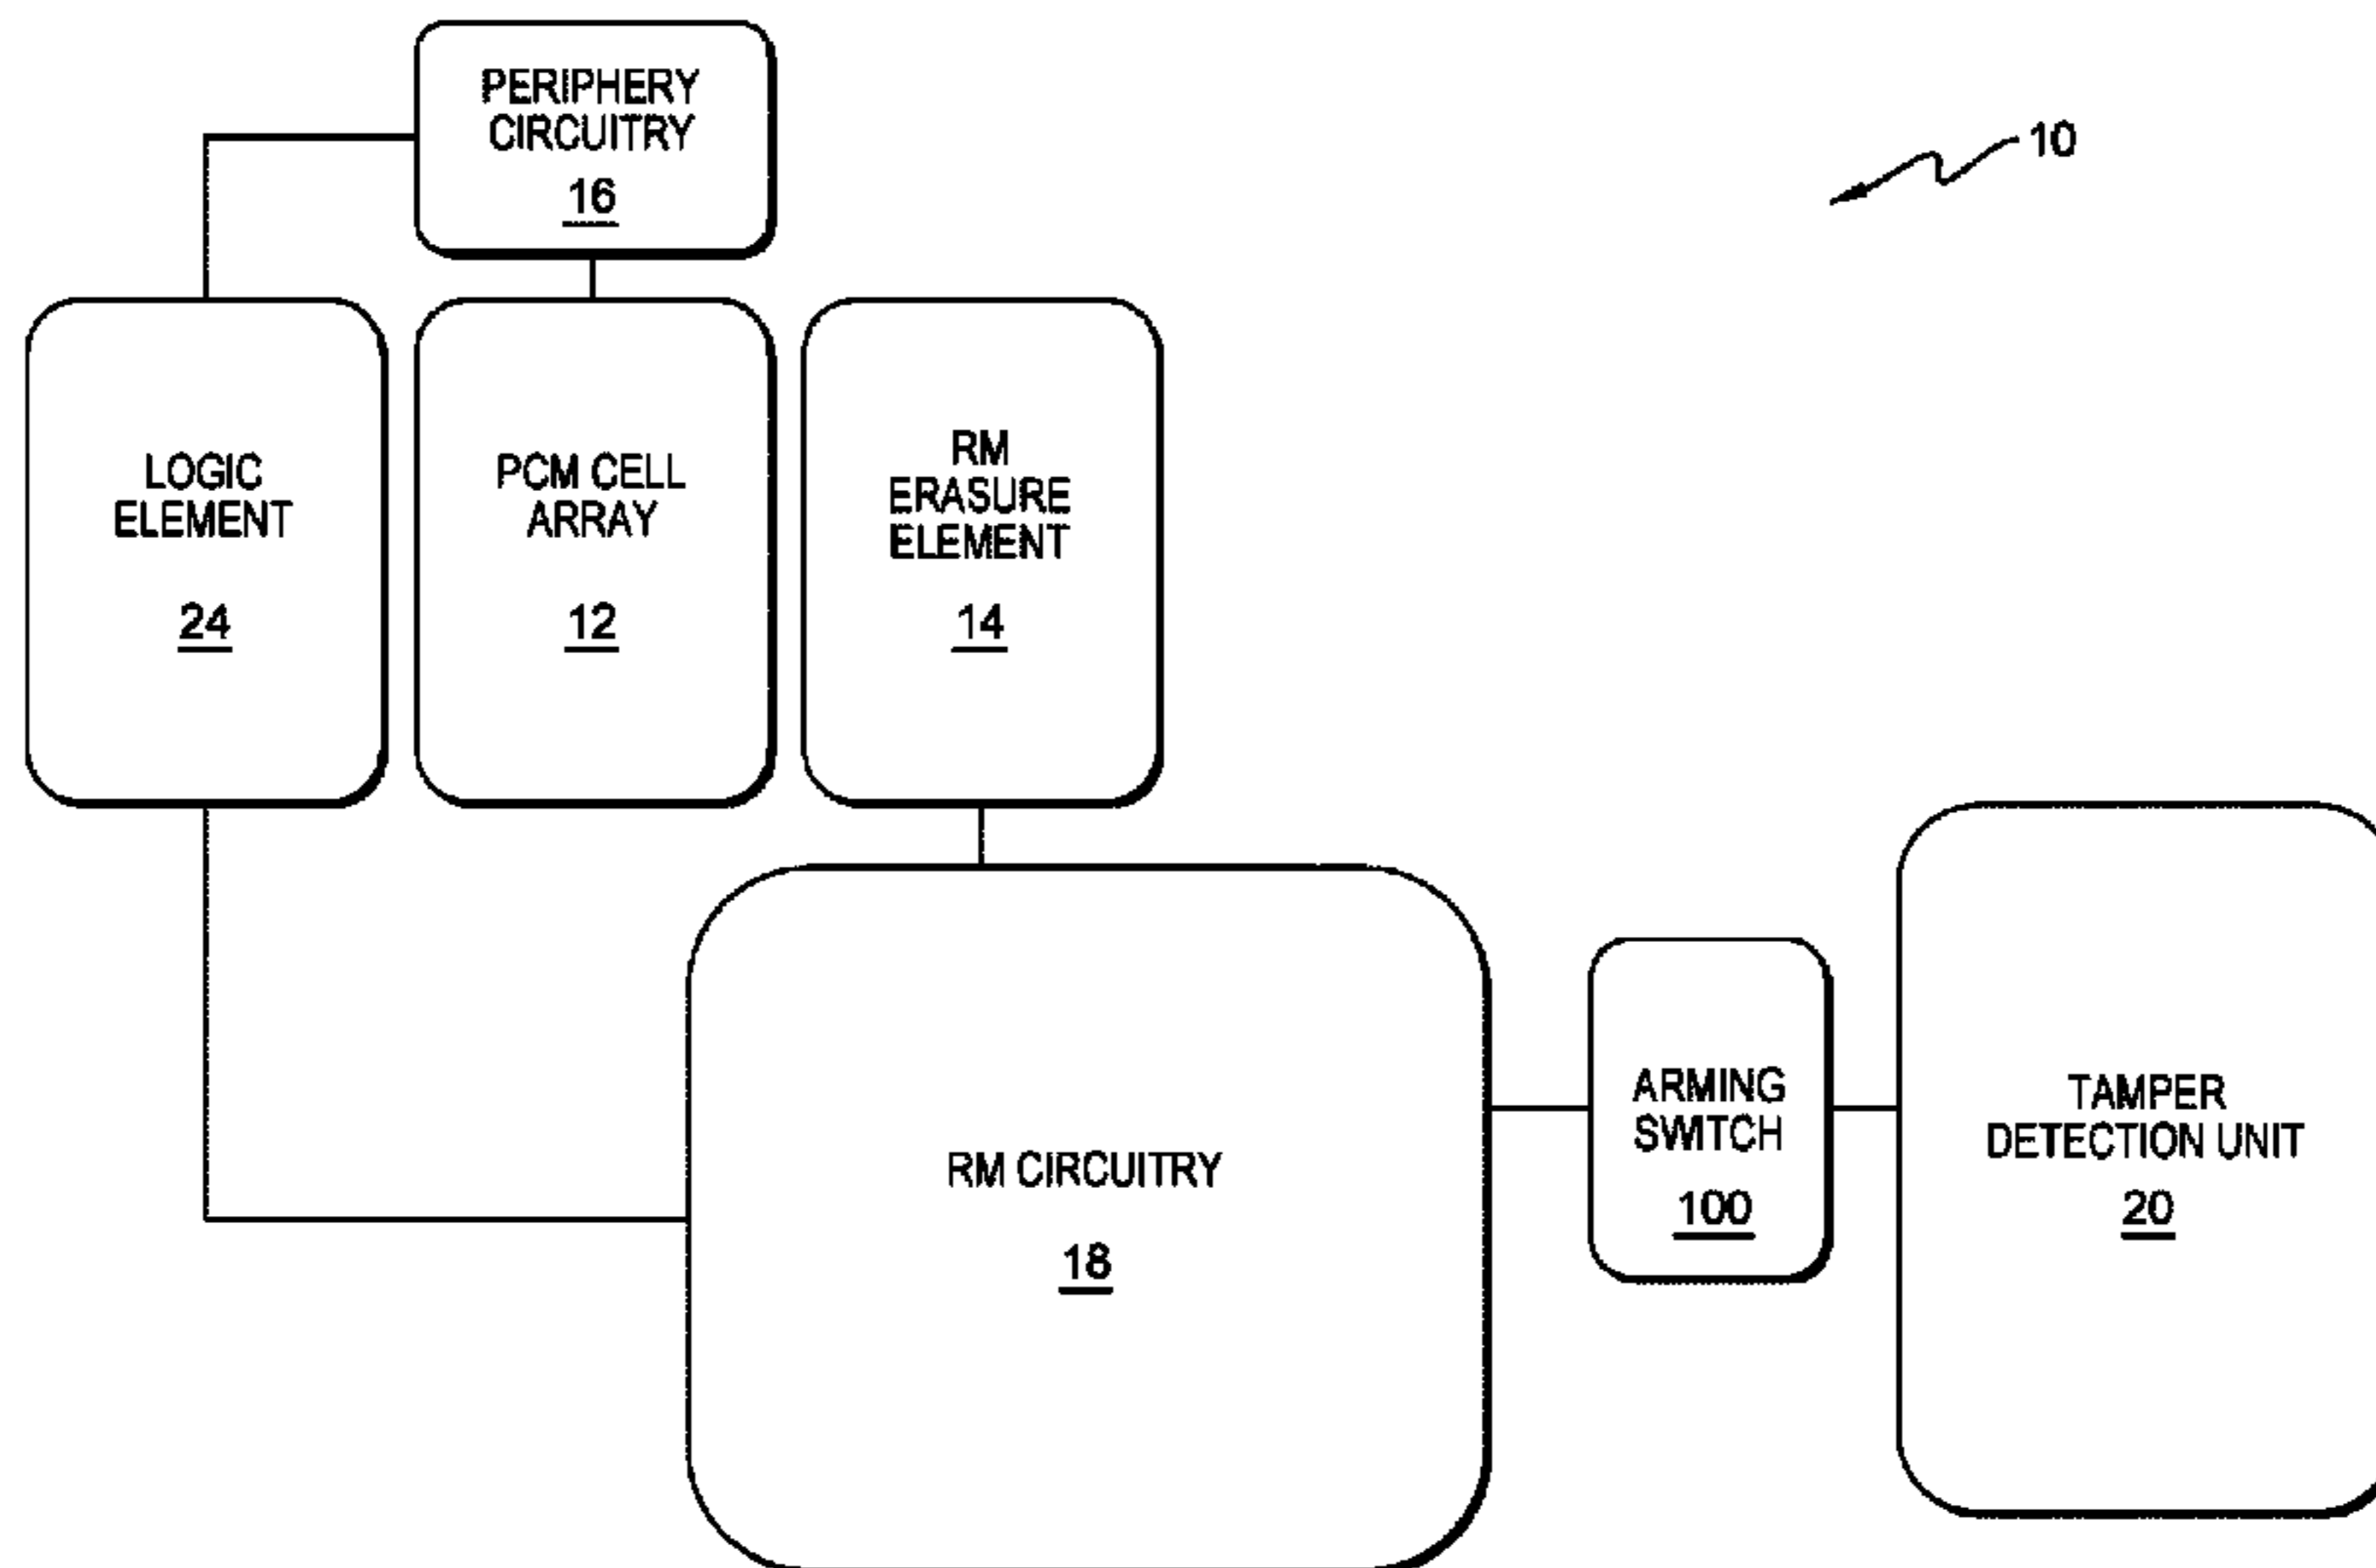 PERIPHERY
CIRCUITRY
16
10
LOGIC
ELEMENT
24
PCM CELL
ARRAY
12
RM
ERASURE
ELEMENT
14
RM CIRCUITRY
18
ARMING
SWITCH
100
TAMPER
DETECTION UNIT
20